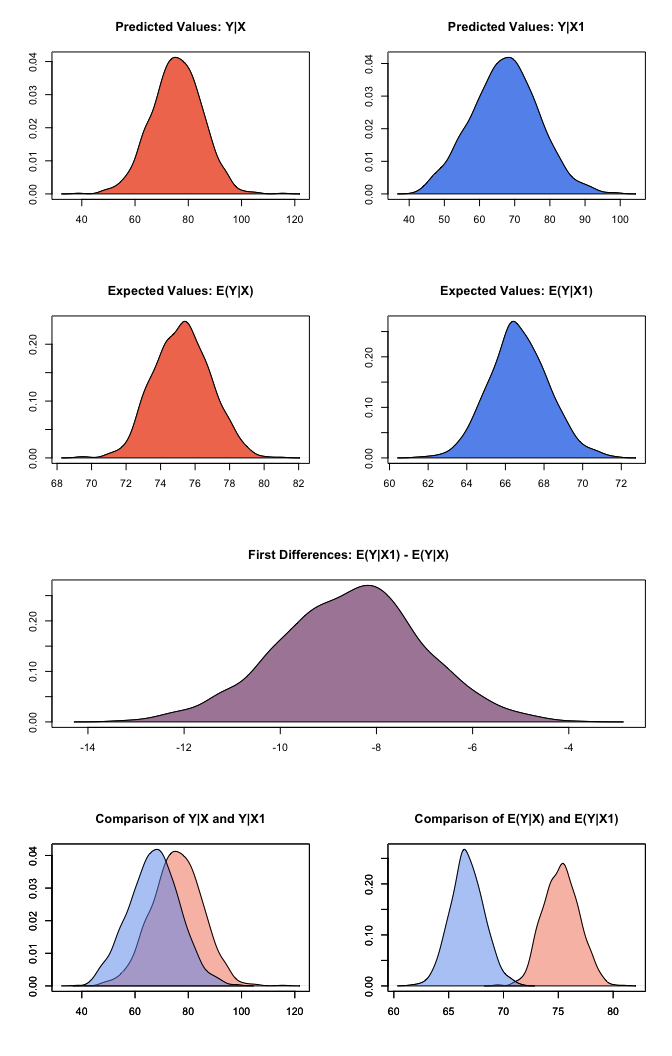 Predicted Values: Y|X
0.00 0.01 0.02 0.03 0.04
40 60 80 100 120
Predicted Values: Y|X1
0.00 0.01 0.02 0.03 0.04
40 50 60 70 80 90 100
Expected Values: E(Y|X)
0.00 0.10 0.20
68 70 72 74 76 78 80 82
Expected Values: E(Y|X1)
0.00 0.10 0.20
60 62 64 66 68 70 72
First Differences: E(Y|X1) - E(Y|X)
0.00 0.10 0.20
-14 -12 -10 -8 -6 -4
Comparison of Y|X and Y|X1
0.00 0.01 0.02 0.03 0.04
40 60 80 100 120
Comparison of E(Y|X) and E(Y|X1)
0.00 0.10 0.20
60 65 70 75 80